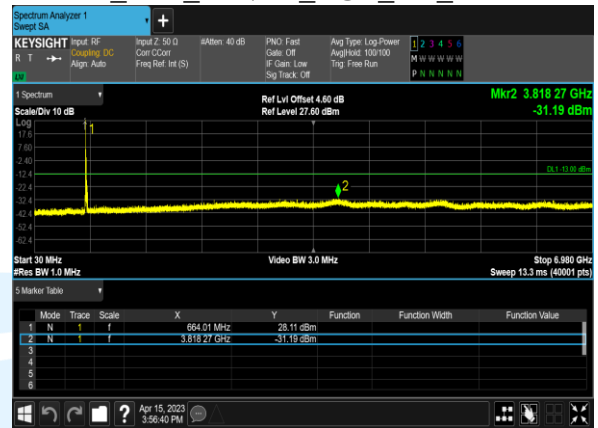 Spectrum Analyzer 1
Swept SA
KEYSIGHT Input: RF Input Z: 50 Ω #Atten: 40 dB PNO: Fast Avg Type: Log-Power 1 2 3 4 5 6
R T Coupling: DC Corr CCorr Gate: Off Avg|Hold: 100/100 M W W W W W
Align: Auto Freq Ref: Int (S) IF Gain: Low Trig: Free Run
Sig Track: Off P N N N N N
1 Spectrum Mkr2 3.818 27 GHz
Ref Lvl Offset 4.60 dB
Scale/Div 10 dB Ref Level 27.60 dBm -31.19 dBm
Log
1
17.6
7.60
-2.40
DL1 -13.00 dBm
-12.4
-22.4
2
-32.4
-42.4
-52.4
-62.4
Start 30 MHz Video BW 3.0 MHz Stop 6.980 GHz
#Res BW 1.0 MHz Sweep 13.3 ms (40001 pts)
5 Marker Table
Mode Trace Scale X Y Function Function Width Function Value
1 N 1 f 664.01 MHz 28.11 dBm
2 N 1 f 3.818 27 GHz -31.19 dBm
3
4
5
6
? Apr 15, 2023
3:56:40 PM